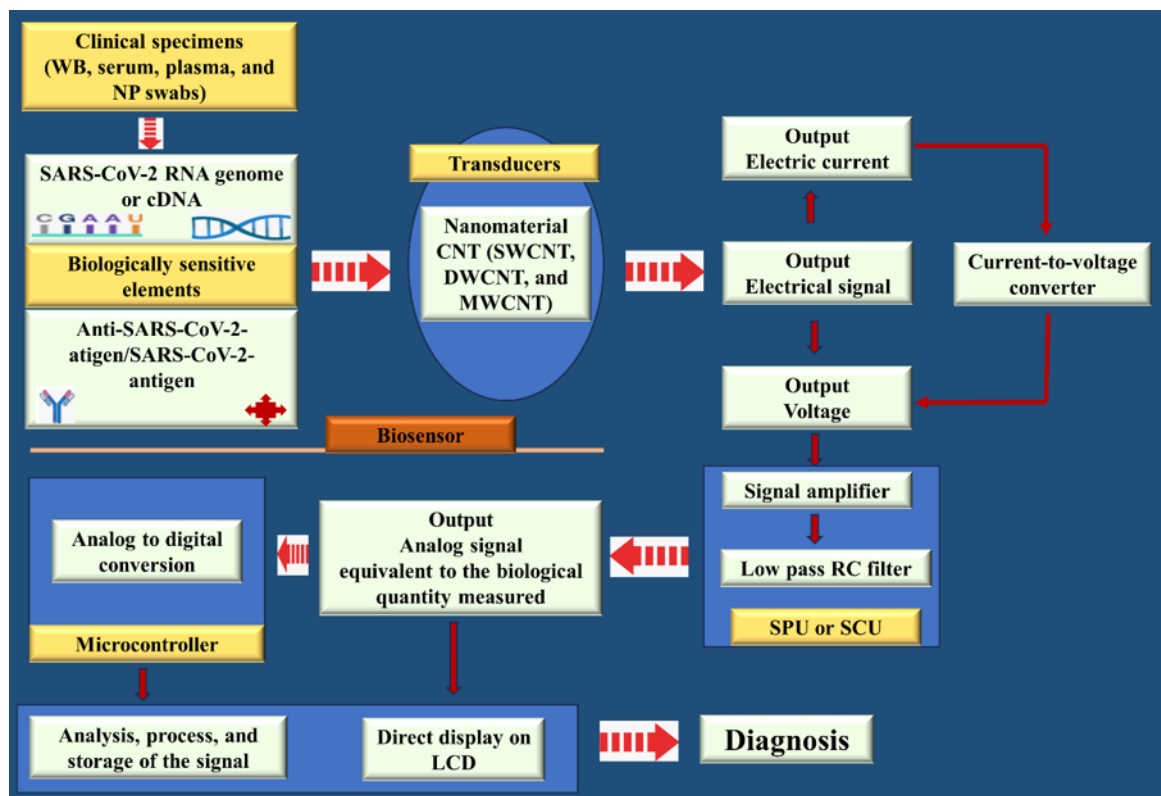 Clinical specimens
(WB, serum, plasma, and
NP swabs)
SARS-CoV-2 RNA genome
or cDNA
C G A A U
Biologically sensitive
elements
Anti-SARS-CoV-2-
atigen/SARS-CoV-2-
antigen
Transducers
Nanomaterial
CNT (SWCNT,
DWCNT, and
MWCNT)
Output
Electric current
Output
Electrical signal
Current-to-voltage
converter
Output
Voltage
Biosensor
Signal amplifier
Low pass RC filter
SPU or SCU
Output
Analog signal
equivalent to the biological
quantity measured
Analog to digital
conversion
Microcontroller
Analysis, process, and
storage of the signal
Direct display on
LCD
Diagnosis